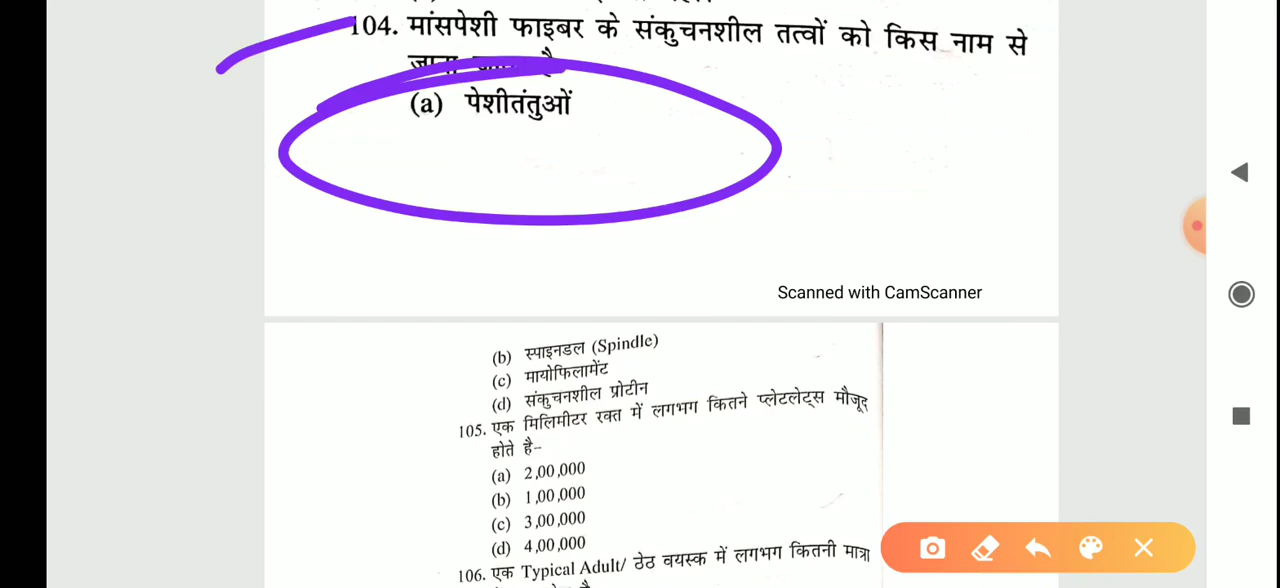 104. मांसपेशी फाइबर के संकुचनशील तत्वों को किस नाम से
है
(a) पेशीतंतुओं
Scanned with CamScanner
(b) स्पाइनडल (Spindle)
(c) मायोफिलामेंट
(d) संकुचनशील प्रोटीन
105. एक मिलिमीटर रक्त में लगभग कितने प्लेटलेट्स मौजूद
होते है-
(a) 2,00,000
(b) 1,00,000
(c) 3,00,000
(d) 4,00,000
106. एक Typical Adult/ ठेठ वयस्क में लगभग कितनी मात्रा